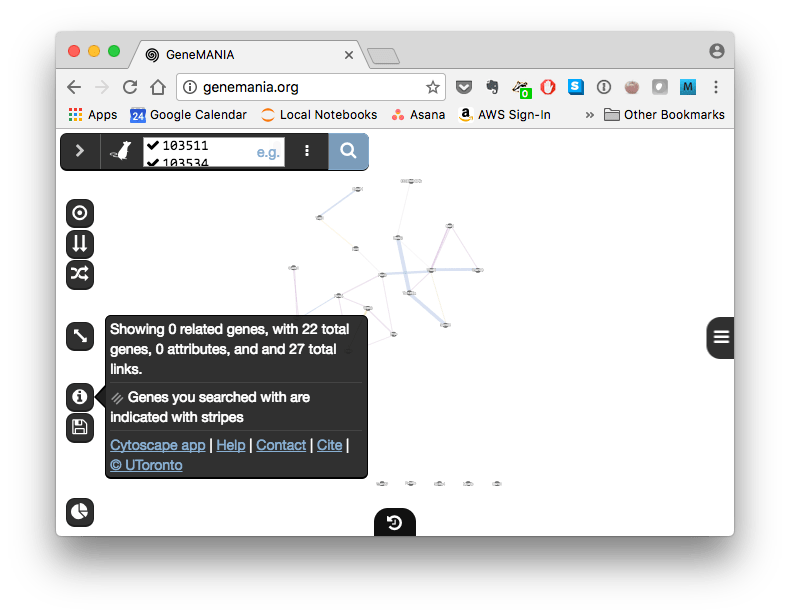 GeneMANIA
genemania.org
0
S
M
Apps
24
Google Calendar
Local Notebooks
Asana
a
AWS Sign-In
»
Other Bookmarks
103511
103534
e.g.
Showing 0 related genes, with 22 total
genes, 0 attributes, and and 27 total
links.
Genes you searched with are
indicated with stripes
Cytoscape app | Help | Contact | Cite |
© UToronto